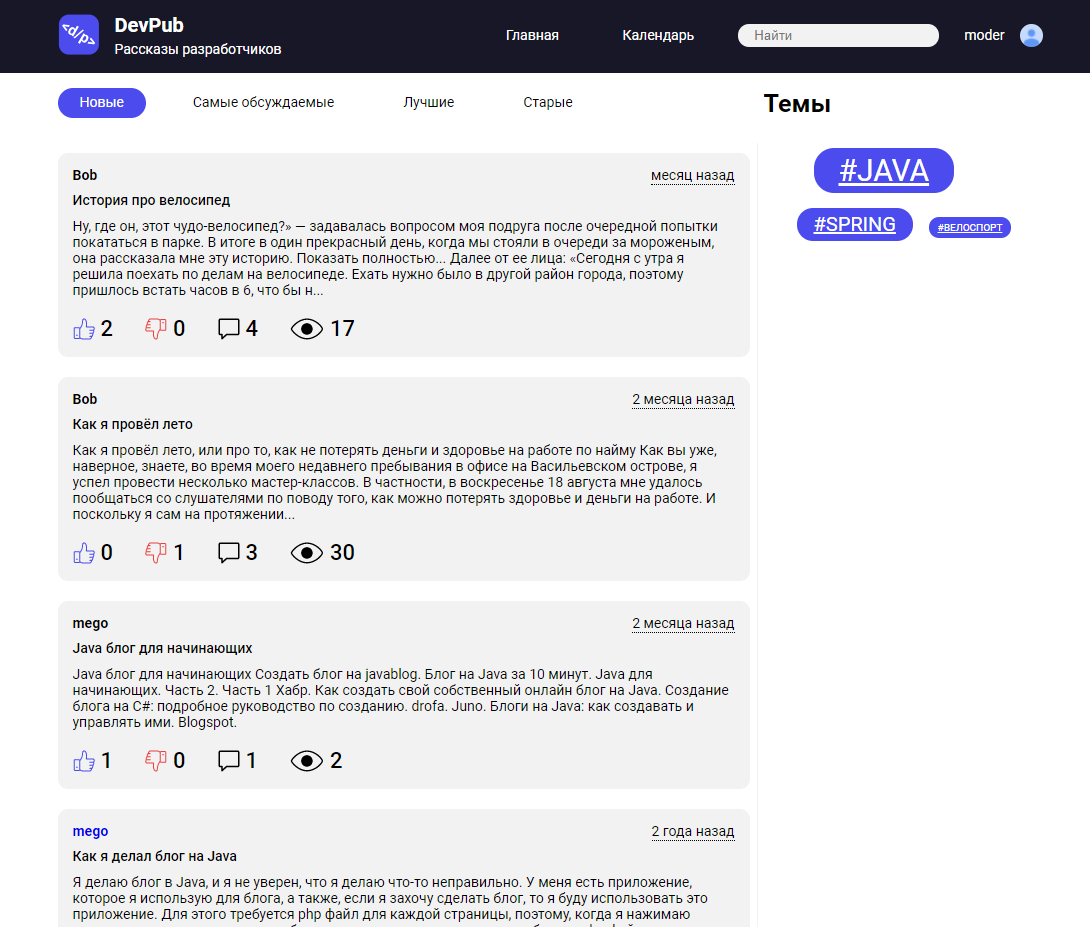 </d/p>
DevPub
Рассказы разработчиков
Главная
Календарь
Найти
moder
Новые
Самые обсуждаемые
Лучшие
Старые
Темы
#JAVA
#SPRING
#ВЕЛОСПОРТ
Bob
месяц назад
История про велосипед
Ну, где он, этот чудо-велосипед?» — задавалась вопросом моя подруга после очередной попытки
покататься в парке. В итоге в один прекрасный день, когда мы стояли в очереди за мороженым,
она рассказала мне эту историю. Показать полностью... Далее от ее лица: «Сегодня с утра я
решила поехать по делам на велосипеде. Ехать нужно было в другой район города, поэтому
пришлось встать часов в 6, что бы н...
2
0
4
17
Bob
2 месяца назад
Как я провёл лето
Как я провёл лето, или про то, как не потерять деньги и здоровье на работе по найму Как вы уже,
наверное, знаете, во время моего недавнего пребывания в офисе на Васильевском острове, я
успел провести несколько мастер-классов. В частности, в воскресенье 18 августа мне удалось
пообщаться со слушателями по поводу того, как можно потерять здоровье и деньги на работе. И
поскольку я сам на протяжении...
0
1
3
30
mego
2 месяца назад
Java блог для начинающих
Java блог для начинающих Создать блог на javablog. Блог на Java за 10 минут. Java для
начинающих. Часть 2. Часть 1 Хабр. Как создать свой собственный онлайн блог на Java. Создание
блога на C#: подробное руководство по созданию. drofa. Juno. Блоги на Java: как создавать и
управлять ими. Blogspot.
1
0
1
2
mego
2 года назад
Как я делал блог на Java
Я делаю блог в Java, и я не уверен, что я делаю что-то неправильно. У меня есть приложение,
которое я использую для блога, а также, если я захочу сделать блог, то я буду использовать это
приложение. Для этого требуется php файл для каждой страницы, поэтому, когда я нажимаю